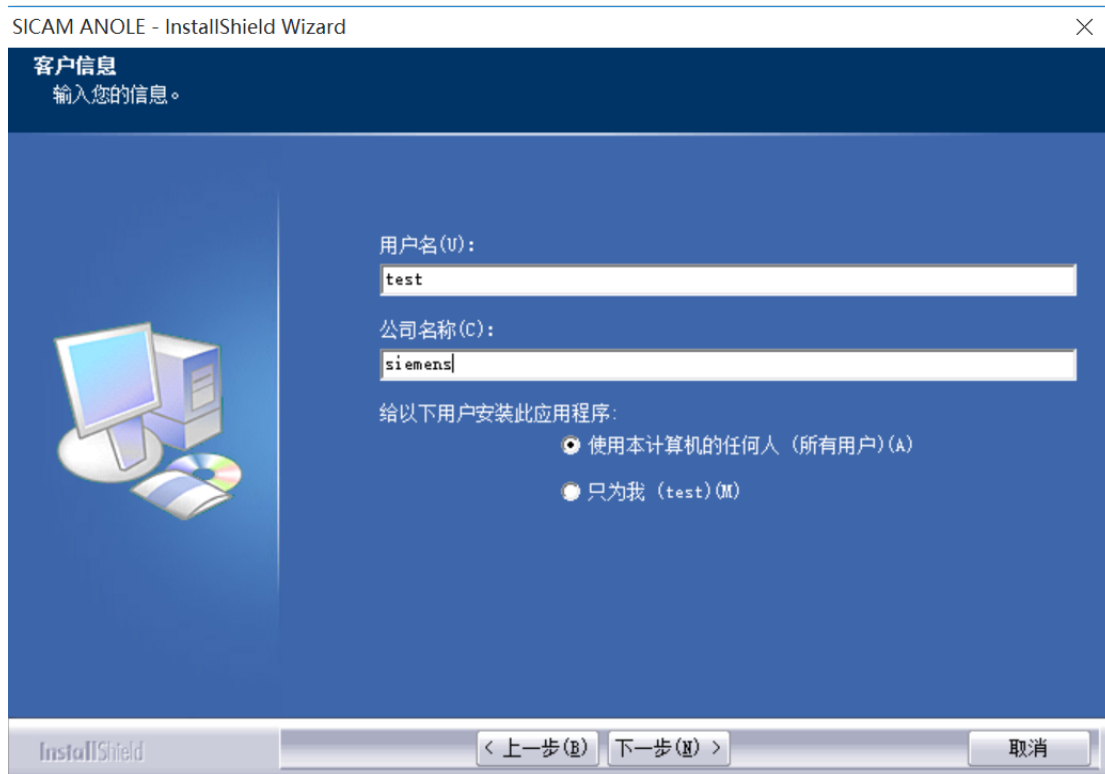 SICAM ANOLE - InstallShield Wizard
客户信息
输入您的信息。
用户名(U):
test
公司名称(C):
siemens
给以下用户安装此应用程序:
使用本计算机的任何人 (所有用户)(A)
只为我 (test)(M)
InstallShield
< 上一步(B)
下一步(N) >
取消